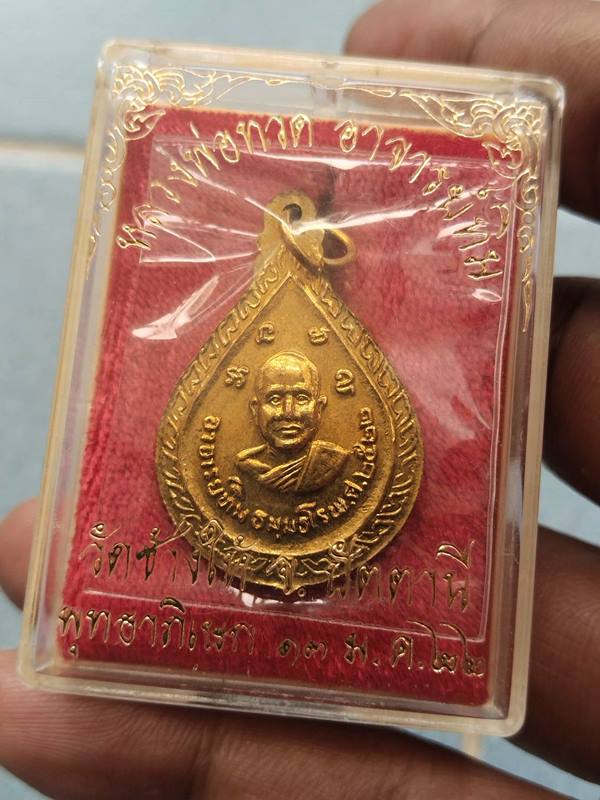 หลวงพ่อทวด อาจารย์ทิม
อาจารย์ทิม ธมฺมธโร พ.ศ.๒๕๒๒
วัดช้างให้ จ. ปัตตานี
พุทธาภิเษก ๑๓ ม.ค.๒๒